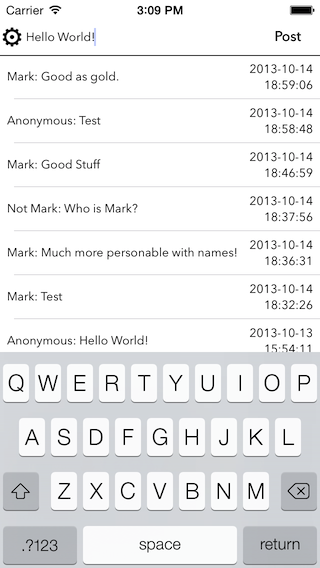 Carrier 3:09 PM
Hello World! Post
Mark: Good as gold. 2013-10-14
18:59:06
Anonymous: Test 2013-10-14
18:58:48
Mark: Good Stuff 2013-10-14
18:46:59
Not Mark: Who is Mark? 2013-10-14
18:37:56
Mark: Much more personable with names! 2013-10-14
18:36:31
Mark: Test 2013-10-14
18:32:26
Anonymous: Hello World! 2013-10-13
15:54:11
Q W E R T Y U I O P
A S D F G H J K L
Z X C V B N M
.?123 space return